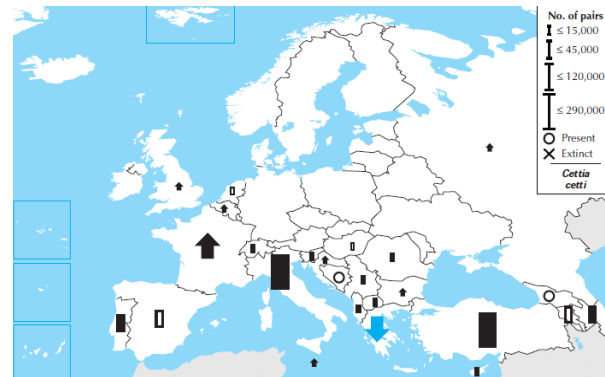 No. of pairs
≤ 15,000
≤ 45,000
≤ 120,000
≤ 290,000
Present
Extinct
Cettia
cetti